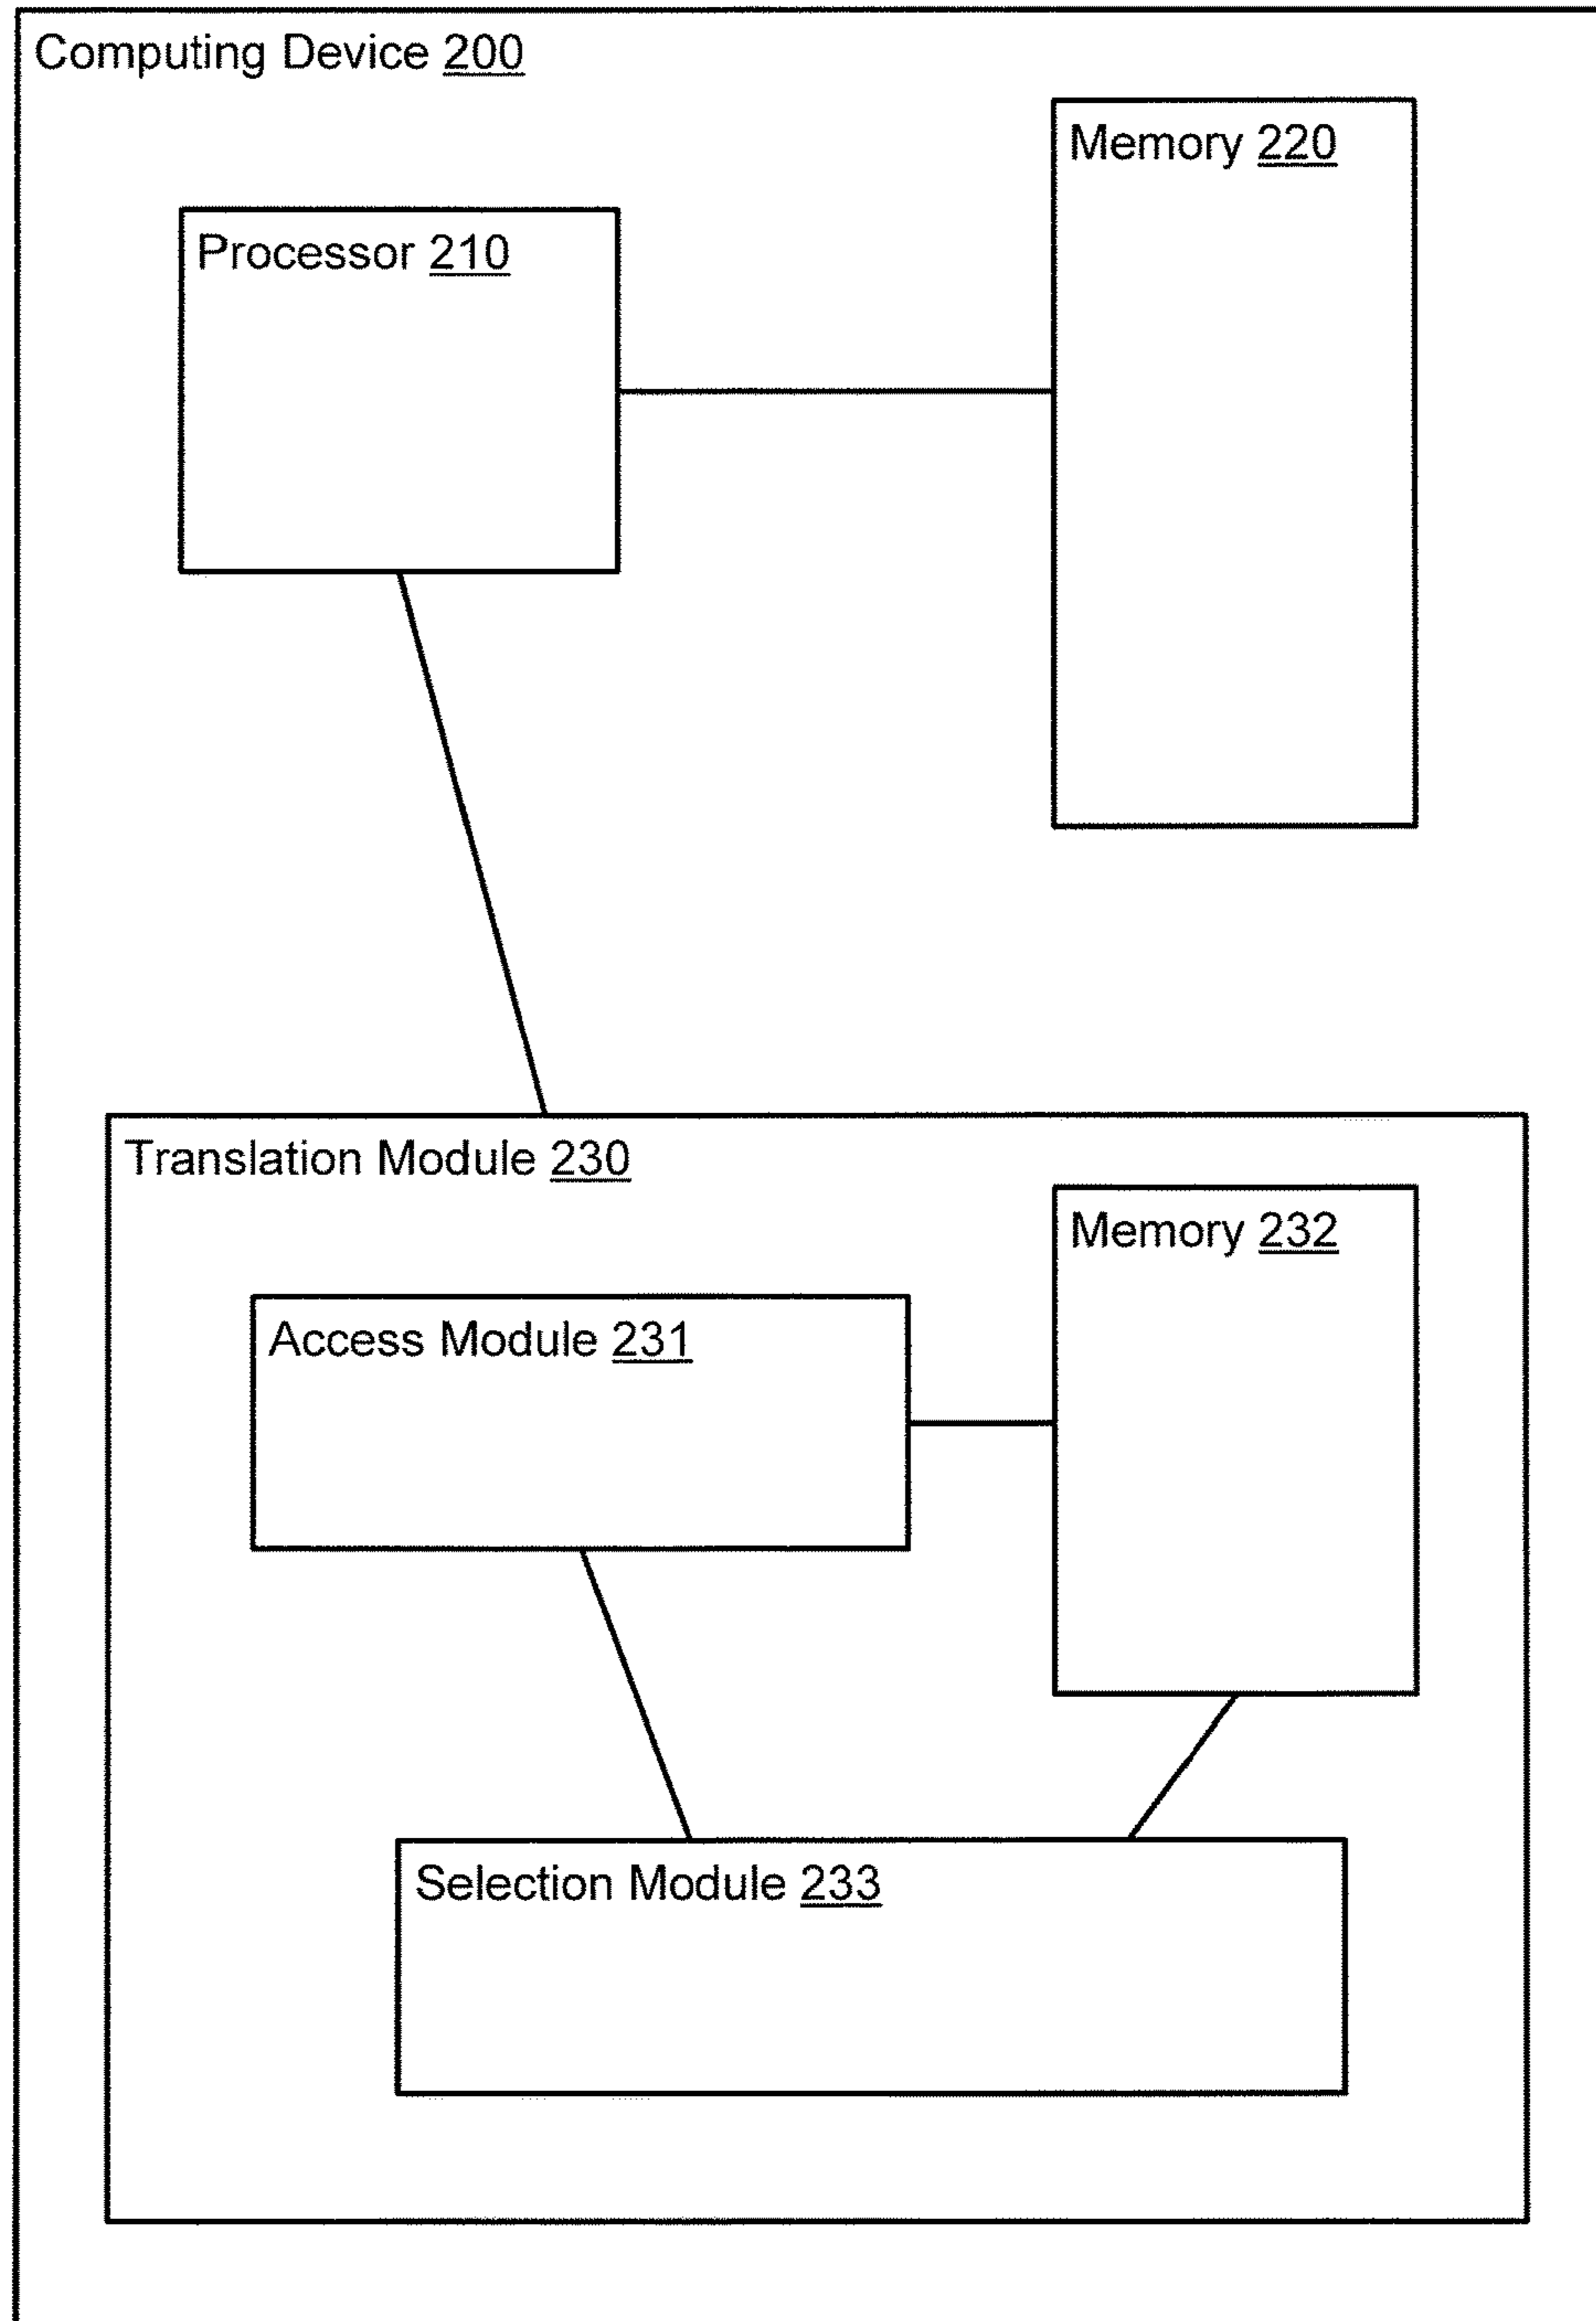 Computing Device 200
Memory 220
Processor 210
Translation Module 230
Memory 232
Access Module 231
Selection Module 233